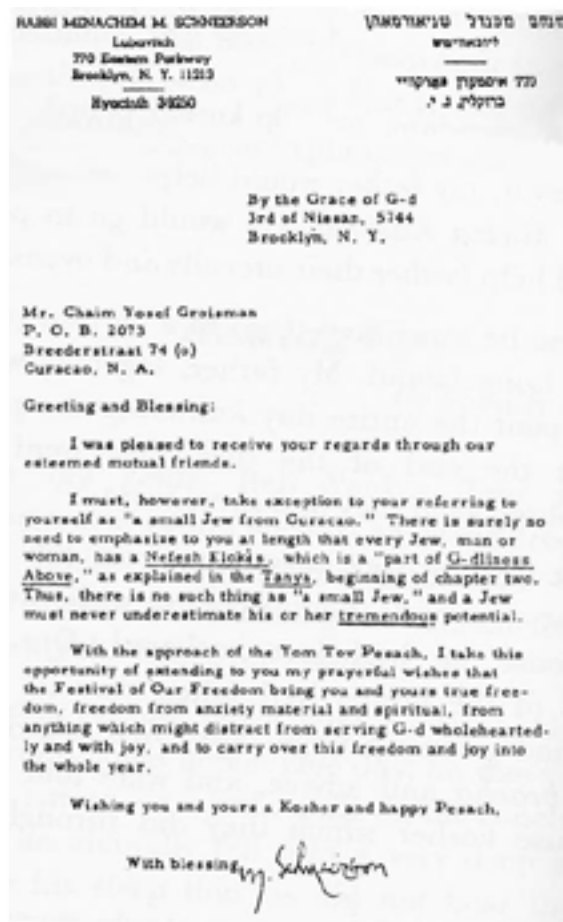 RABBI MENACHEM M. SCHNEERSON
Lubavitch
770 Eastern Parkway
Brooklyn, N. Y. 11213
Hyacinth
מנחם מענדל שניאורסאהן
ליובאוויטש
770 איסטערן פארקוויי
ברוקלין, נ. י.
By the Grace of G-d
3rd of Nissan, 5744
Brooklyn, N. Y.
Mr. Chaim Yosef Groisman
P. O. B. 2073
Breederstraat 74 (o)
Curacao, N. A.
Greeting and Blessing:
I was pleased to receive your regards through our
esteemed mutual friends.
I must, however, take exception to your referring to
yourself as "a small Jew from Curacao." There is surely no
need to emphasize to you at length that every Jew, man or
woman, has a Nefesh Elokis, which is a "part of G-dliness
Above," as explained in the Tanya, beginning of chapter two.
Thus, there is no such thing as "a small Jew," and a Jew
must never underestimate his or her tremendous potential.
With the approach of the Yom Tov Pesach, I take this
opportunity of extending to you my prayerful wishes that
the Festival of Our Freedom bring you and yours true free-
dom, freedom from anxiety material and spiritual, from
anything which might distract from serving G-d wholehearted-
ly and with joy, and to carry over this freedom and joy into
the whole year.
Wishing you and yours a Kosher and happy Pesach,
With blessing, M. Schneerson